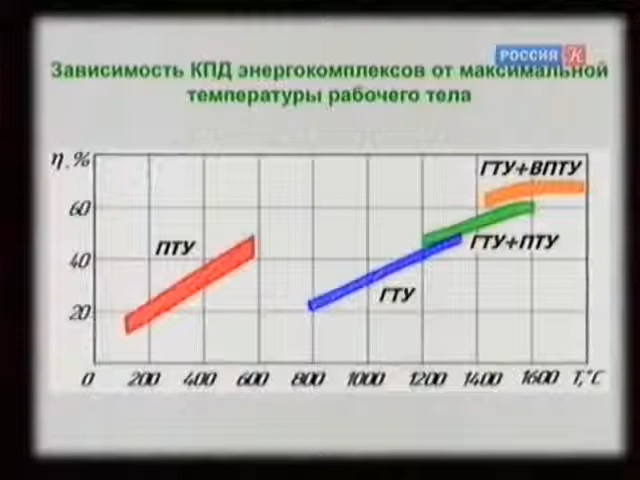 РОССИЯ К
Зависимость КПД энергокомплексов от максимальной
температуры рабочего тела
η, %
ГТУ+ВПТУ
60
ПТУ
ГТУ+ПТУ
40
ГТУ
20
0 200 400 600 800 1000 1200 1400 1600 T,°C